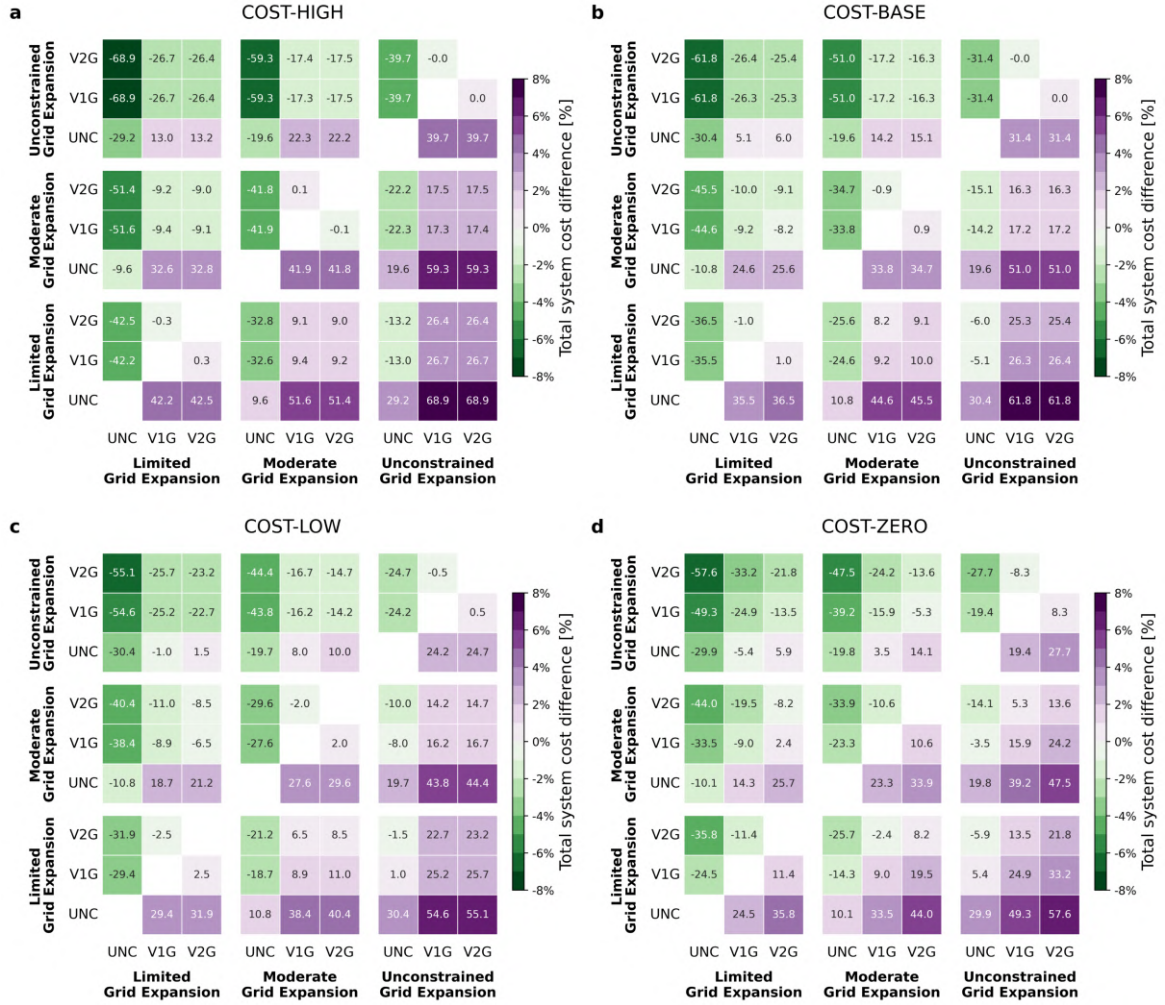 a COST-HIGH
Unconstrained
Grid Expansion
V2G -68.9 -26.7 -26.4 -59.3 -17.4 -17.5 -39.7 -0.0
V1G -68.9 -26.7 -26.4 -59.3 -17.3 -17.5 -39.7 0.0
UNC -29.2 13.0 13.2 -19.6 22.3 22.2 39.7 39.7
Moderate
Grid Expansion
V2G -51.4 -9.2 -9.0 -41.8 0.1 -22.2 17.5 17.5
V1G -51.6 -9.4 -9.1 -41.9 -0.1 -22.3 17.3 17.4
UNC -9.6 32.6 32.8 41.9 41.8 19.6 59.3 59.3
Limited
Grid Expansion
V2G -42.5 -0.3 -32.8 9.1 9.0 -13.2 26.4 26.4
V1G -42.2 0.3 -32.6 9.4 9.2 -13.0 26.7 26.7
UNC 42.2 42.5 9.6 51.6 51.4 29.2 68.9 68.9
UNC V1G V2G UNC V1G V2G UNC V1G V2G
Limited Moderate Unconstrained
Grid Expansion Grid Expansion Grid Expansion
8%
6%
4%
2%
0%
-2%
-4%
-6%
-8%
Total system cost difference [%]
b COST-BASE
Unconstrained
Grid Expansion
V2G -61.8 -26.4 -25.4 -51.0 -17.2 -16.3 -31.4 -0.0
V1G -61.8 -26.3 -25.3 -51.0 -17.2 -16.3 -31.4 0.0
UNC -30.4 5.1 6.0 -19.6 14.2 15.1 31.4 31.4
Moderate
Grid Expansion
V2G -45.5 -10.0 -9.1 -34.7 -0.9 -15.1 16.3 16.3
V1G -44.6 -9.2 -8.2 -33.8 0.9 -14.2 17.2 17.2
UNC -10.8 24.6 25.6 33.8 34.7 19.6 51.0 51.0
Limited
Grid Expansion
V2G -36.5 -1.0 -25.6 8.2 9.1 -6.0 25.3 25.4
V1G -35.5 1.0 -24.6 9.2 10.0 -5.1 26.3 26.4
UNC 35.5 36.5 10.8 44.6 45.5 30.4 61.8 61.8
UNC V1G V2G UNC V1G V2G UNC V1G V2G
Limited Moderate Unconstrained
Grid Expansion Grid Expansion Grid Expansion
8%
6%
4%
2%
0%
-2%
-4%
-6%
-8%
Total system cost difference [%]
c COST-LOW
Unconstrained
Grid Expansion
V2G -55.1 -25.7 -23.2 -44.4 -16.7 -14.7 -24.7 -0.5
V1G -54.6 -25.2 -22.7 -43.8 -16.2 -14.2 -24.2 0.5
UNC -30.4 -1.0 1.5 -19.7 8.0 10.0 24.2 24.7
Moderate
Grid Expansion
V2G -40.4 -11.0 -8.5 -29.6 -2.0 -10.0 14.2 14.7
V1G -38.4 -8.9 -6.5 -27.6 2.0 -8.0 16.2 16.7
UNC -10.8 18.7 21.2 27.6 29.6 19.7 43.8 44.4
Limited
Grid Expansion
V2G -31.9 -2.5 -21.2 6.5 8.5 -1.5 22.7 23.2
V1G -29.4 2.5 -18.7 8.9 11.0 1.0 25.2 25.7
UNC 29.4 31.9 10.8 38.4 40.4 30.4 54.6 55.1
UNC V1G V2G UNC V1G V2G UNC V1G V2G
Limited Moderate Unconstrained
Grid Expansion Grid Expansion Grid Expansion
8%
6%
4%
2%
0%
-2%
-4%
-6%
-8%
Total system cost difference [%]
d COST-ZERO
Unconstrained
Grid Expansion
V2G -57.6 -33.2 -21.8 -47.5 -24.2 -13.6 -27.7 -8.3
V1G -49.3 -24.9 -13.5 -39.2 -15.9 -5.3 -19.4 8.3
UNC -29.9 -5.4 5.9 -19.8 3.5 14.1 19.4 27.7
Moderate
Grid Expansion
V2G -44.0 -19.5 -8.2 -33.9 -10.6 -14.1 5.3 13.6
V1G -33.5 -9.0 2.4 -23.3 10.6 -3.5 15.9 24.2
UNC -10.1 14.3 25.7 23.3 33.9 19.8 39.2 47.5
Limited
Grid Expansion
V2G -35.8 -11.4 -25.7 -2.4 8.2 -5.9 13.5 21.8
V1G -24.5 11.4 -14.3 9.0 19.5 5.4 24.9 33.2
UNC 24.5 35.8 10.1 33.5 44.0 29.9 49.3 57.6
UNC V1G V2G UNC V1G V2G UNC V1G V2G
Limited Moderate Unconstrained
Grid Expansion Grid Expansion Grid Expansion
8%
6%
4%
2%
0%
-2%
-4%
-6%
-8%
Total system cost difference [%]